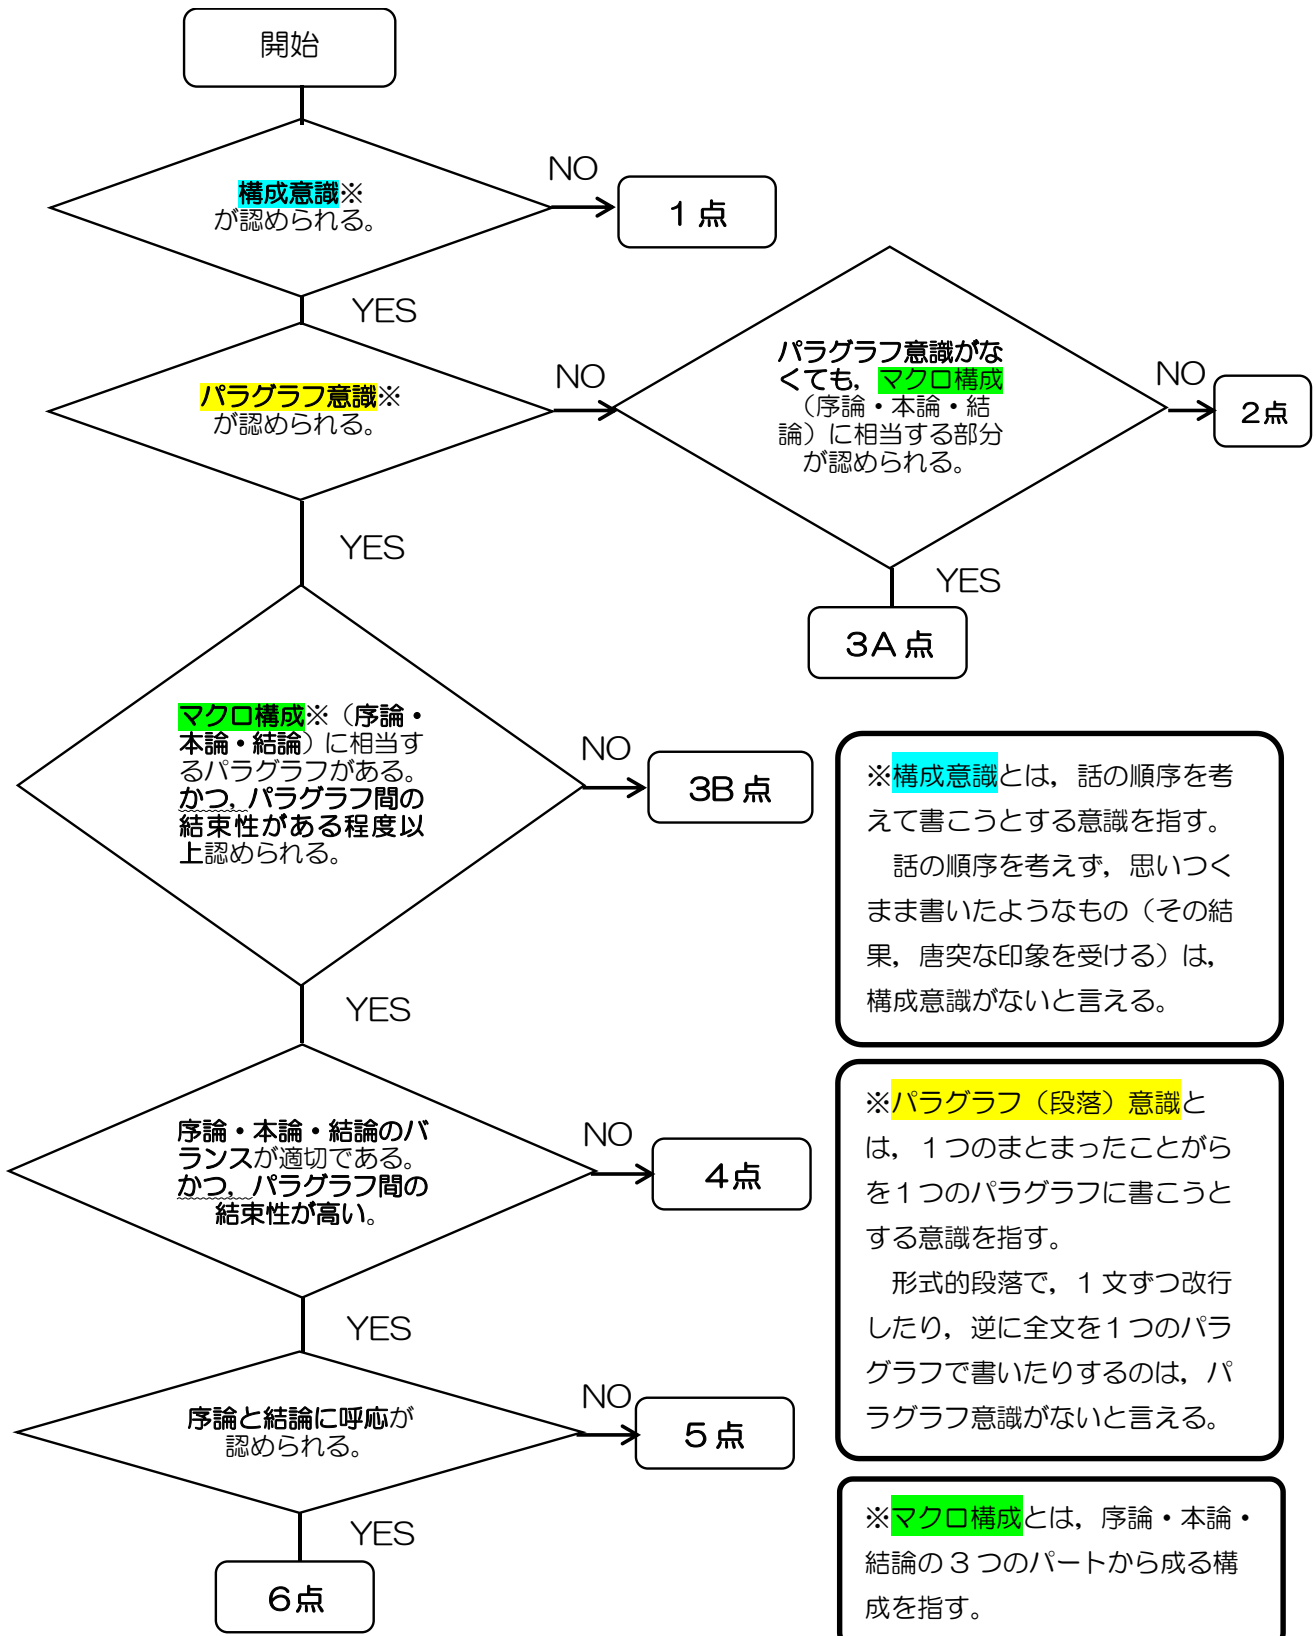 開始
構成意識※
が認められる。
NO
1点
YES
パラグラフ意識※
が認められる。
NO
パラグラフ意識がな
くても，マクロ構成
（序論・本論・結
論）に相当する部分
が認められる。
NO
2点
YES
3A点
YES
マクロ構成※（序論・
本論・結論）に相当す
るパラグラフがある。
かつ，パラグラフ間の
結束性がある程度以
上認められる。
NO
3B点
YES
序論・本論・結論のバ
ランスが適切である。
かつ，パラグラフ間の
結束性が高い。
NO
4点
YES
序論と結論に呼応が
認められる。
NO
5点
YES
6点
※構成意識とは，話の順序を考
えて書こうとする意識を指す。
話の順序を考えず，思いつく
まま書いたようなもの（その結
果，唐突な印象を受ける）は，
構成意識がないと言える。
※パラグラフ（段落）意識と
は，1つのまとまったことがら
を1つのパラグラフに書こうと
する意識を指す。
形式的段落で，1文ずつ改行
したり，逆に全文を1つのパラ
グラフで書いたりするのは，パ
ラグラフ意識がないと言える。
※マクロ構成とは，序論・本論・
結論の3つのパートから成る構
成を指す。